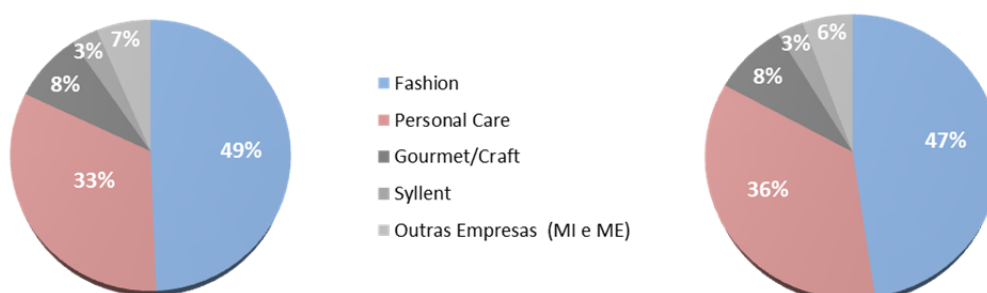 7%
3%
8%
49%
33%
Fashion
Personal Care
Gourmet/Craft
Syllent
Outras Empresas (MI e ME)
6%
3%
8%
47%
36%